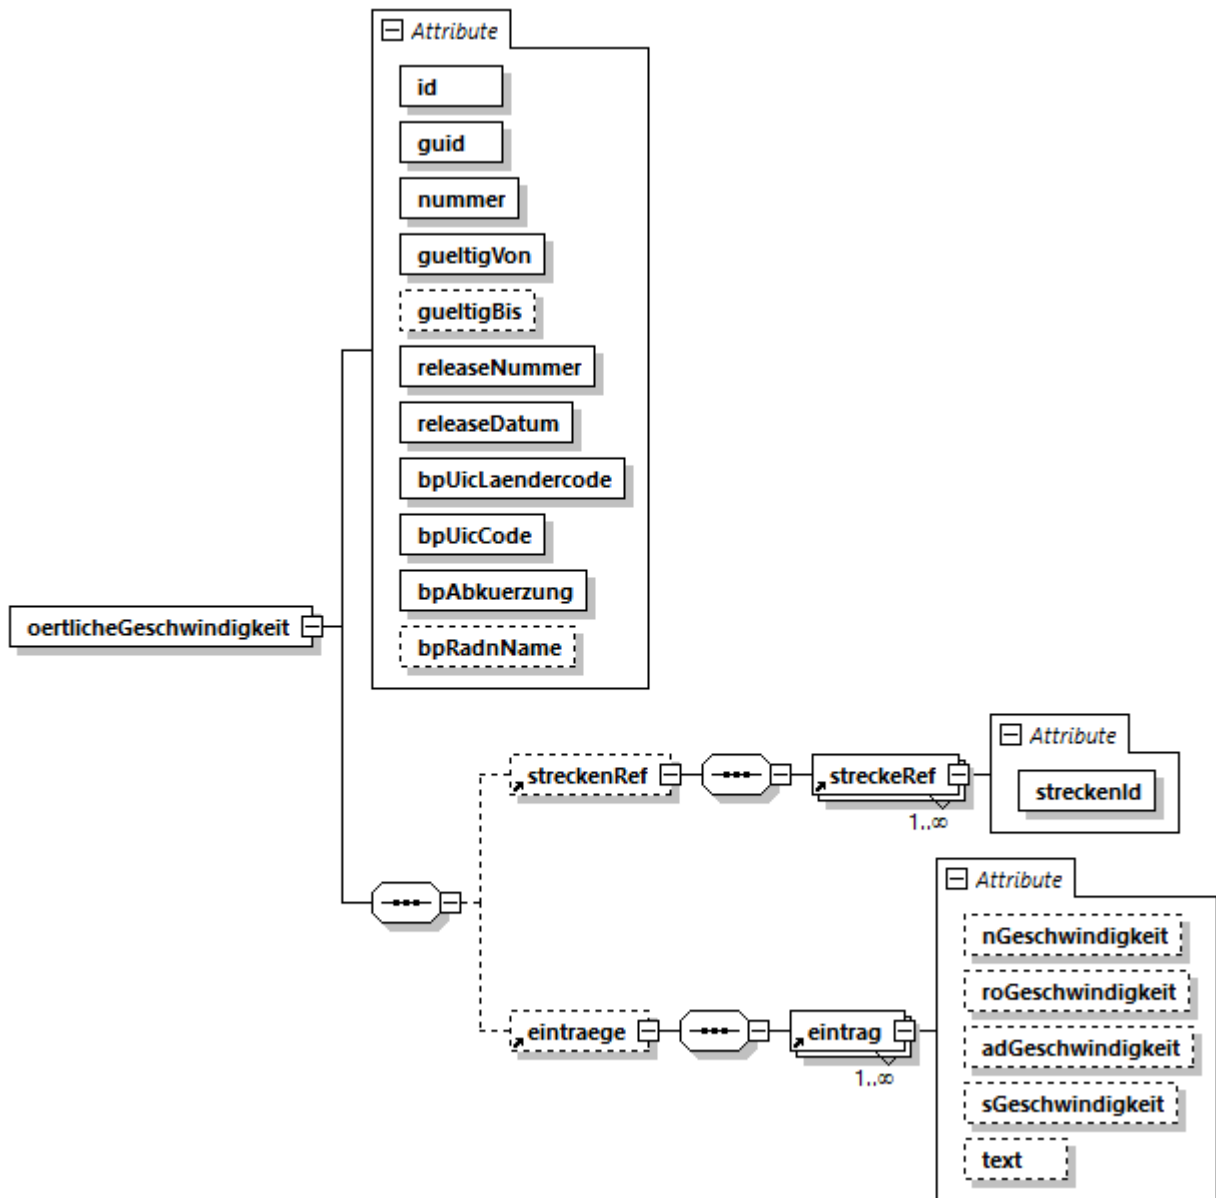 Attribute
id
guid
nummer
gueltigVon
gueltigBis
releaseNummer
releaseDatum
bpUicLaendercode
bpUicCode
bpAbkuerzung
oertlicheGeschwindigkeit
bpRadnName
Attribute
streckenRef
streckeRef
streckenId
1..∞
Attribute
nGeschwindigkeit
roGeschwindigkeit
eintraege
eintrag
adGeschwindigkeit
1..∞
sGeschwindigkeit
text